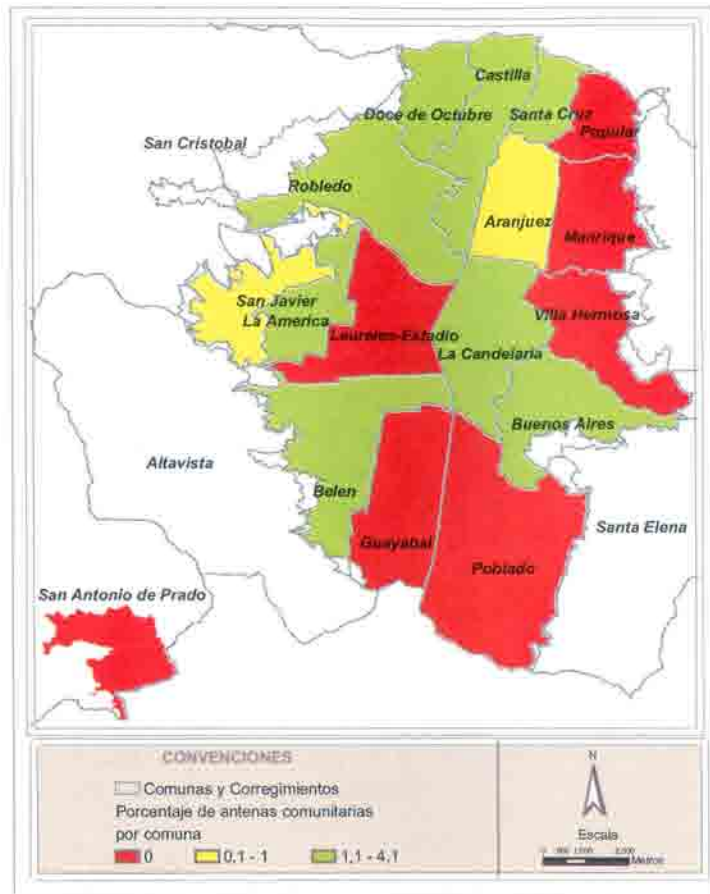 Castilla
Doce de Octubre
Santa Cruz
Popular
San Cristobal
Robledo
Aranjuez
Manrique
San Javier
La America
Villa Hermosa
Laureles-Estadio
La Candelaria
Buenos Aires
Altavista
Belen
Santa Elena
Guayabal
Poblado
San Antonio de Prado
CONVENCIONES
Comunas y Corregimientos
Porcentaje de antenas comunitarias
por comuna
0
0,1 - 1
1,1 - 4,1
N
Escala
Metros